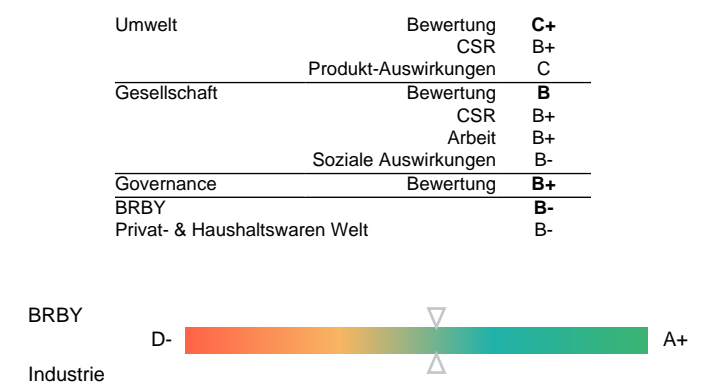 Umwelt Bewertung C+
CSR B+
Produkt-Auswirkungen C
Gesellschaft Bewertung B
CSR B+
Arbeit B+
Soziale Auswirkungen B-
Governance Bewertung B+
BRBY B-
Privat- & Haushaltswaren Welt B-
BRBY
D- A+
Industrie